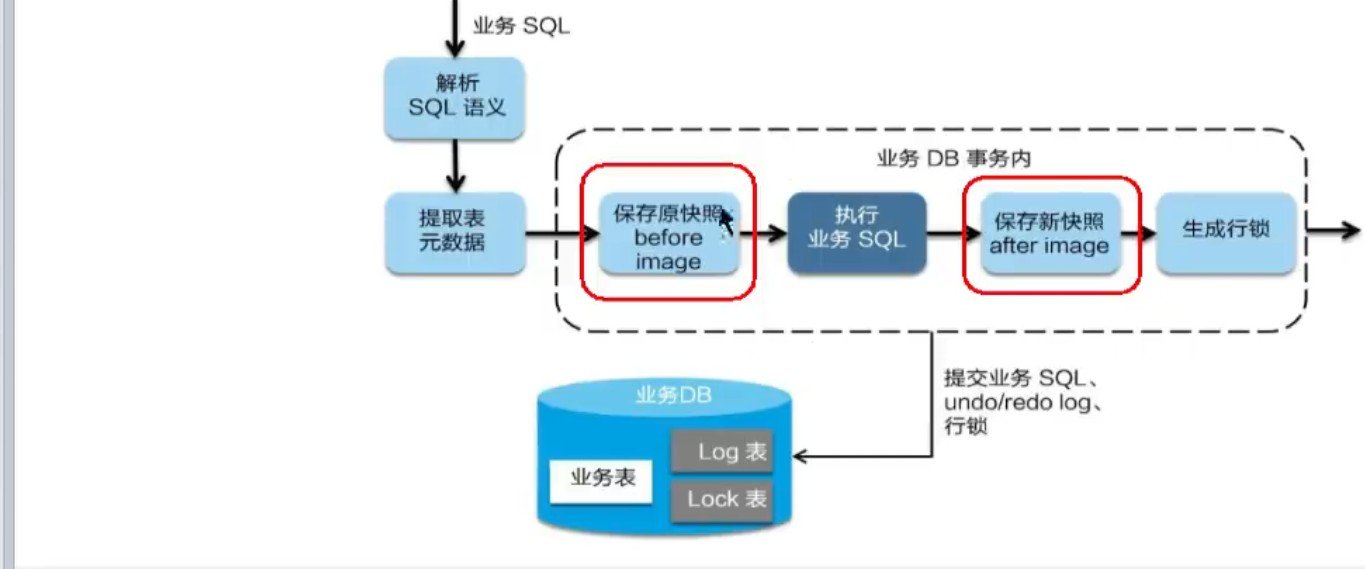 业务 SQL
解析
SQL 语义
提取表
元数据
业务 DB 事务内
保存原快照
before
image
执行
业务 SQL
保存新快照
after image
生成行锁
提交业务 SQL、
undo/redo log、
行锁
业务DB
业务表
Log 表
Lock 表